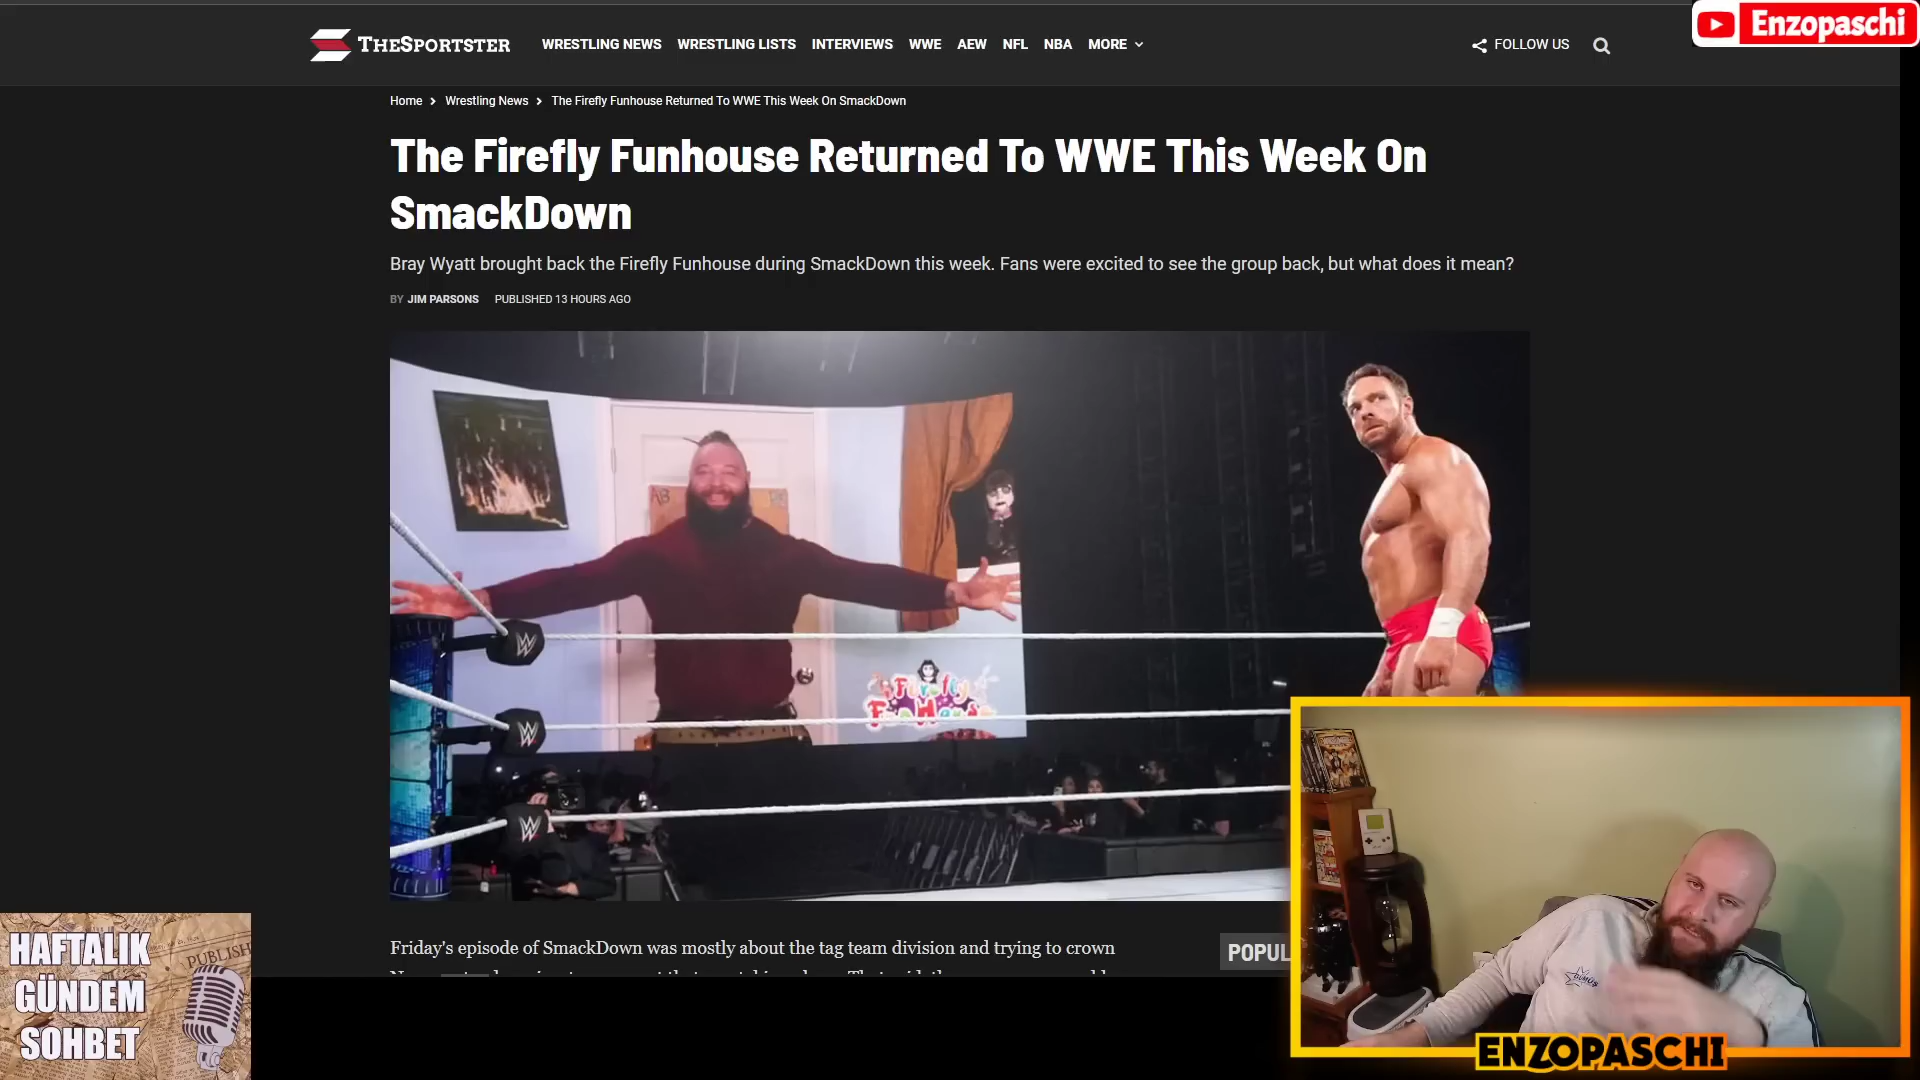 THESPORTSTER
WRESTLING NEWS WRESTLING LISTS INTERVIEWS WWE AEW NFL NBA MORE
FOLLOW US
Enzopaschi
Home > Wrestling News > The Firefly Funhouse Returned To WWE This Week On SmackDown
The Firefly Funhouse Returned To WWE This Week On
SmackDown
Bray Wyatt brought back the Firefly Funhouse during SmackDown this week. Fans were excited to see the group back, but what does it mean?
BY JIM PARSONS PUBLISHED 13 HOURS AGO
Firefly
Fun House
Friday's episode of SmackDown was mostly about the tag team division and trying to crown
POPUL
HAFTALIK
GÜNDEM
SOHBET
PUBLISH
ENZOPASCHI